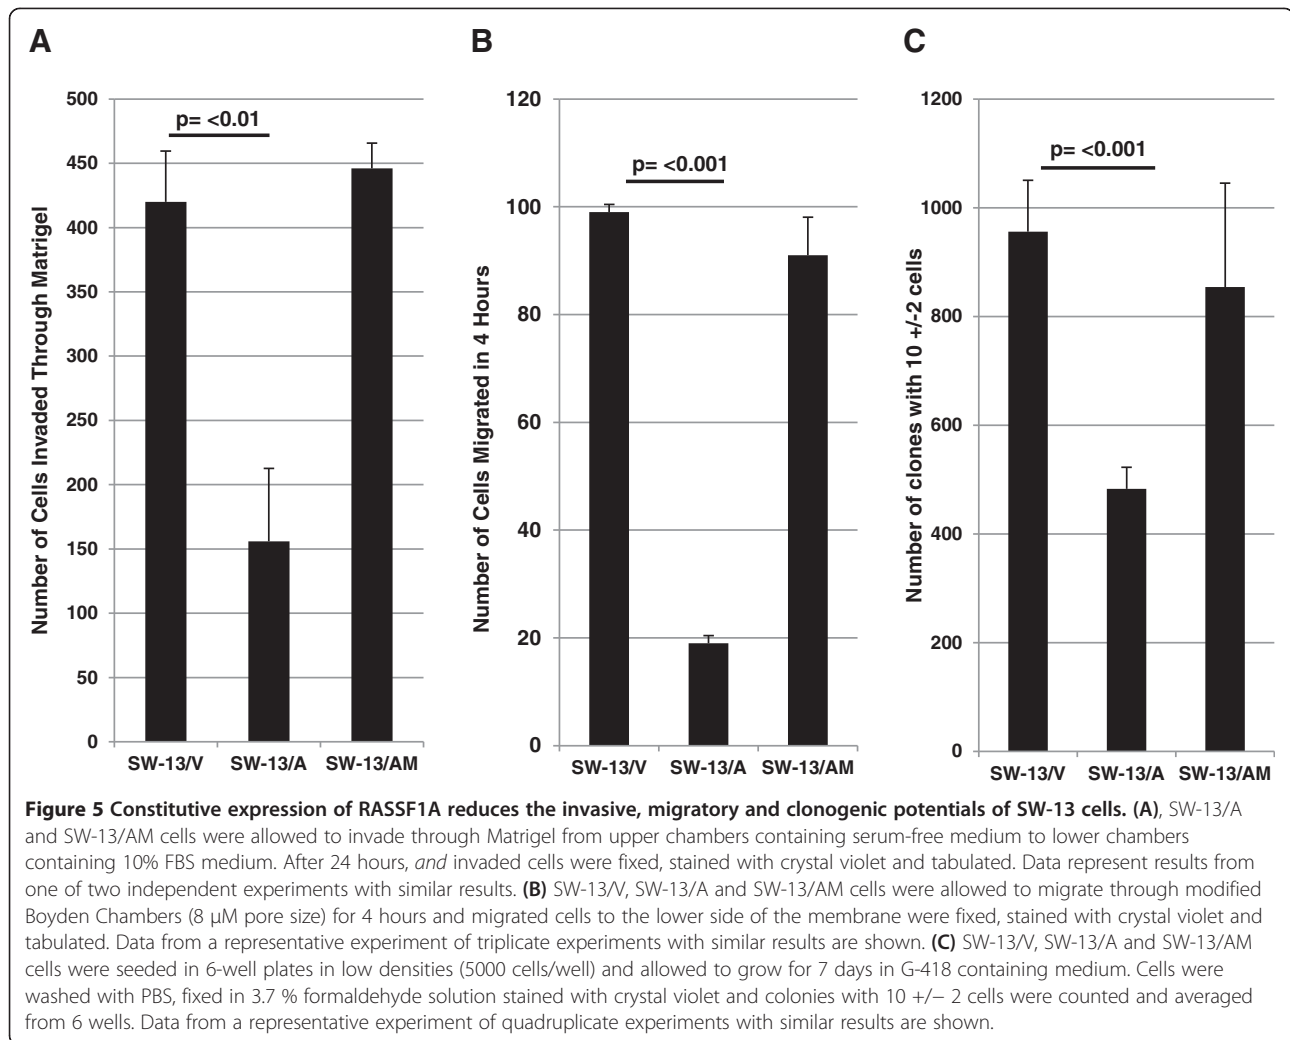 A
B
C
Number of Cells Invaded Through Matrigel
500
450
400
350
300
250
200
150
100
50
0
p= <0.01
SW-13/V SW-13/A SW-13/AM
Number of Cells Migrated in 4 Hours
120
100
80
60
40
20
0
p= <0.001
SW-13/V SW-13/A SW-13/AM
Number of clones with 10 +/-2 cells
1200
1000
800
600
400
200
0
p= <0.001
SW-13/V SW-13/A SW-13/AM
Figure 5 Constitutive expression of RASSF1A reduces the invasive, migratory and clonogenic potentials of SW-13 cells. (A), SW-13/A
and SW-13/AM cells were allowed to invade through Matrigel from upper chambers containing serum-free medium to lower chambers
containing 10% FBS medium. After 24 hours, and invaded cells were fixed, stained with crystal violet and tabulated. Data represent results from
one of two independent experiments with similar results. (B) SW-13/V, SW-13/A and SW-13/AM cells were allowed to migrate through modified
Boyden Chambers (8 μM pore size) for 4 hours and migrated cells to the lower side of the membrane were fixed, stained with crystal violet and
tabulated. Data from a representative experiment of triplicate experiments with similar results are shown. (C) SW-13/V, SW-13/A and SW-13/AM
cells were seeded in 6-well plates in low densities (5000 cells/well) and allowed to grow for 7 days in G-418 containing medium. Cells were
washed with PBS, fixed in 3.7 % formaldehyde solution stained with crystal violet and colonies with 10 +/− 2 cells were counted and averaged
from 6 wells. Data from a representative experiment of quadruplicate experiments with similar results are shown.